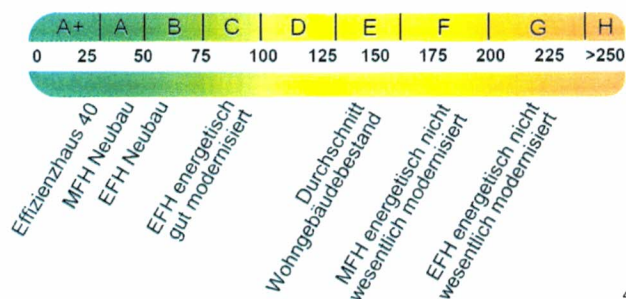 A+ A B C D E F G H
0 25 50 75 100 125 150 175 200 225 >250
Effizienzhaus 40
MFH Neubau
EFH Neubau
EFH energetisch
gut modernisiert
Durchschnitt
Wohngebäudebestand
MFH energetisch nicht
wesentlich modernisiert
EFH energetisch nicht
wesentlich modernisiert